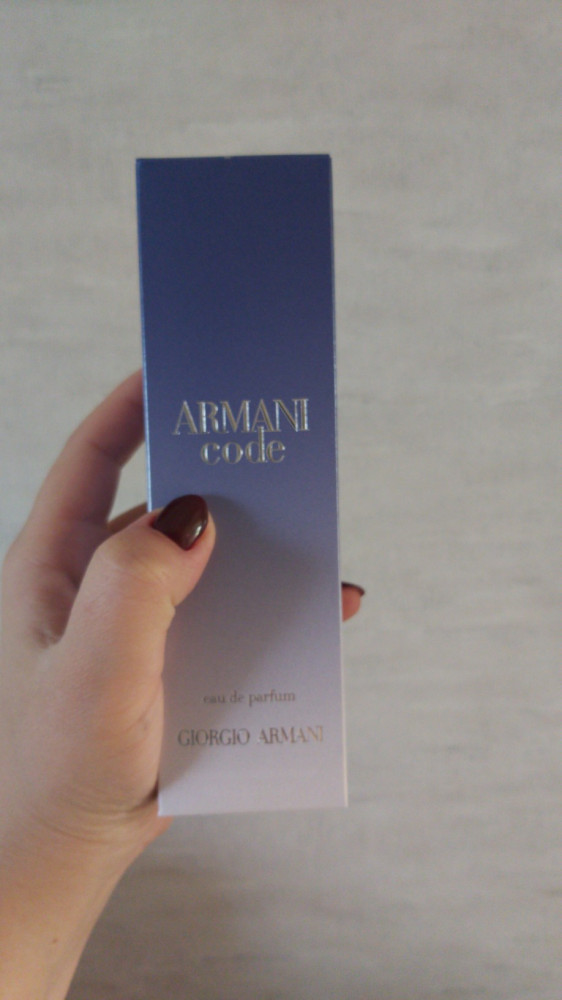 ARMANI
code
eau de parfum
GIORGIO ARMANI